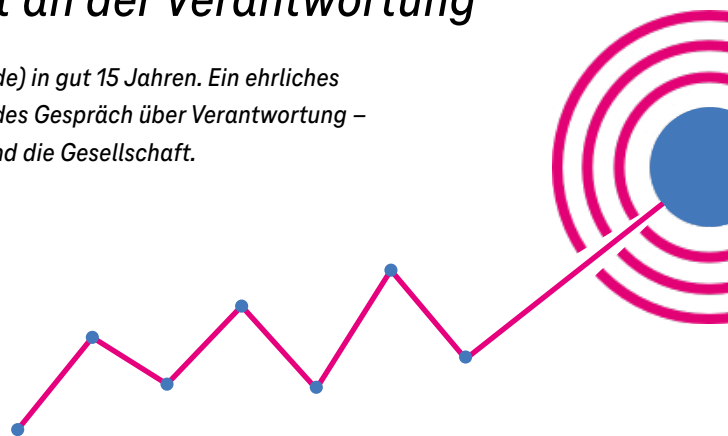 t an der Verantwortung
de) in gut 15 Jahren. Ein ehrliches
des Gespräch über Verantwortung –
nd die Gesellschaft.